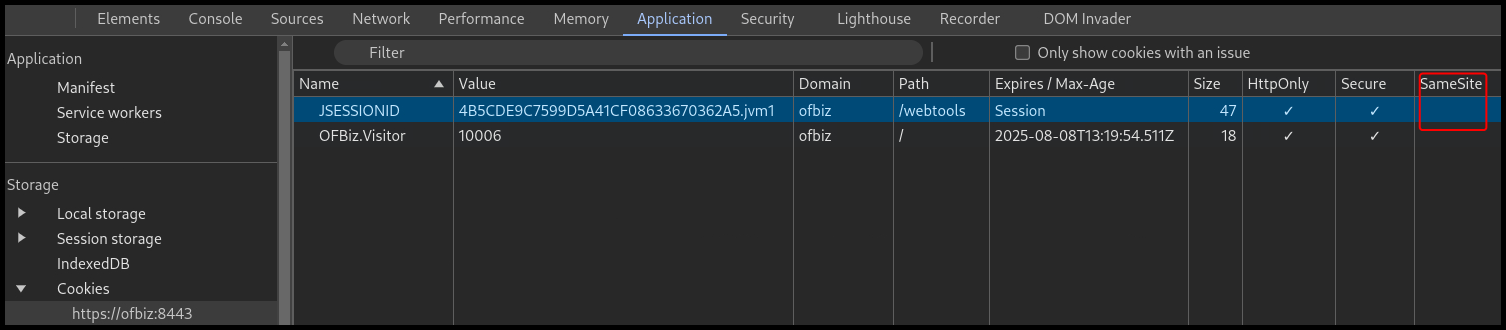 Elements Console Sources Network Performance Memory Application Security Lighthouse Recorder DOM Invader
Application
Manifest
Service workers
Storage
Storage
Local storage
Session storage
IndexedDB
Cookies
https://ofbiz:8443
Filter Only show cookies with an issue
Name Value Domain Path Expires / Max-Age Size HttpOnly Secure SameSite
JSESSIONID 4B5CDE9C7599D5A41CF08633670362A5.jvm1 ofbiz /webtools Session 47 ✓ ✓
OFBiz.Visitor 10006 ofbiz / 2025-08-08T13:19:54.511Z 18 ✓ ✓